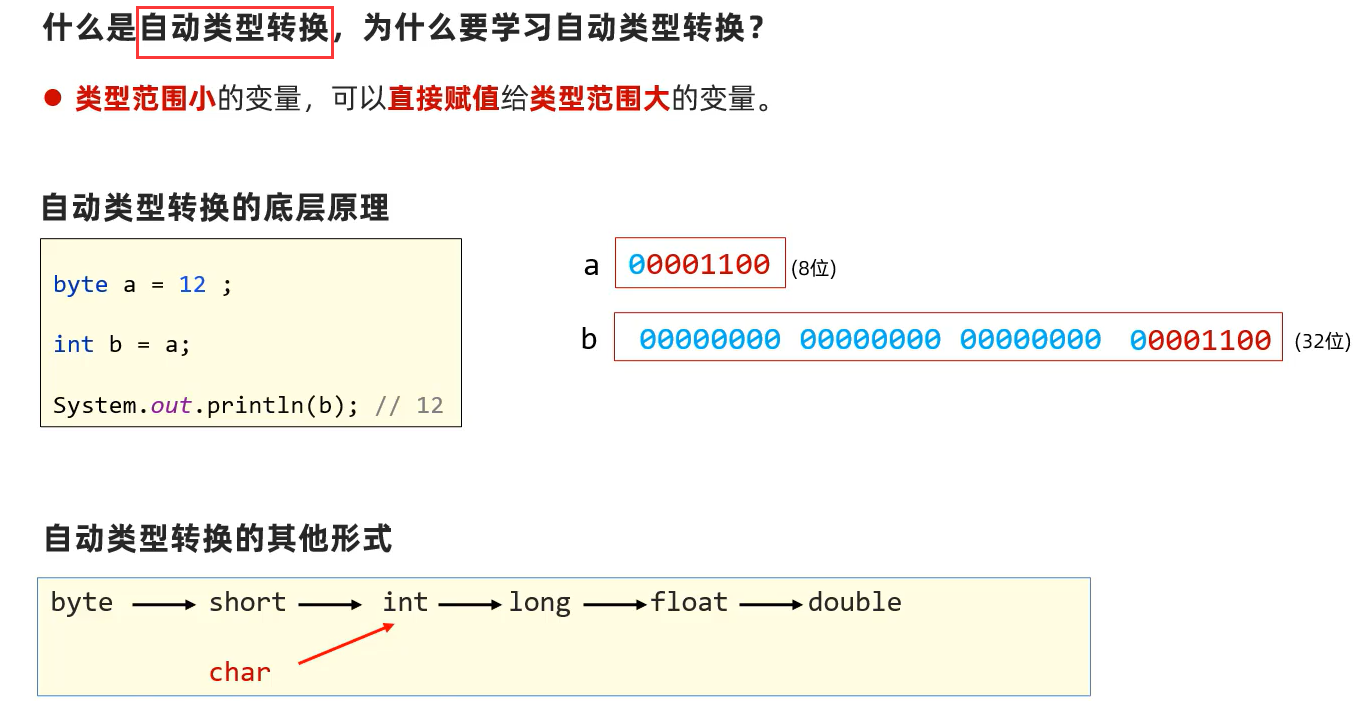 什么是自动类型转换，为什么要学习自动类型转换？
● 类型范围小的变量，可以直接赋值给类型范围大的变量。
自动类型转换的底层原理
byte a = 12 ;
int b = a;
System.out.println(b); // 12
a 00001100 (8位)
b 00000000 00000000 00000000 00001100 (32位)
自动类型转换的其他形式
byte short int long float double
char